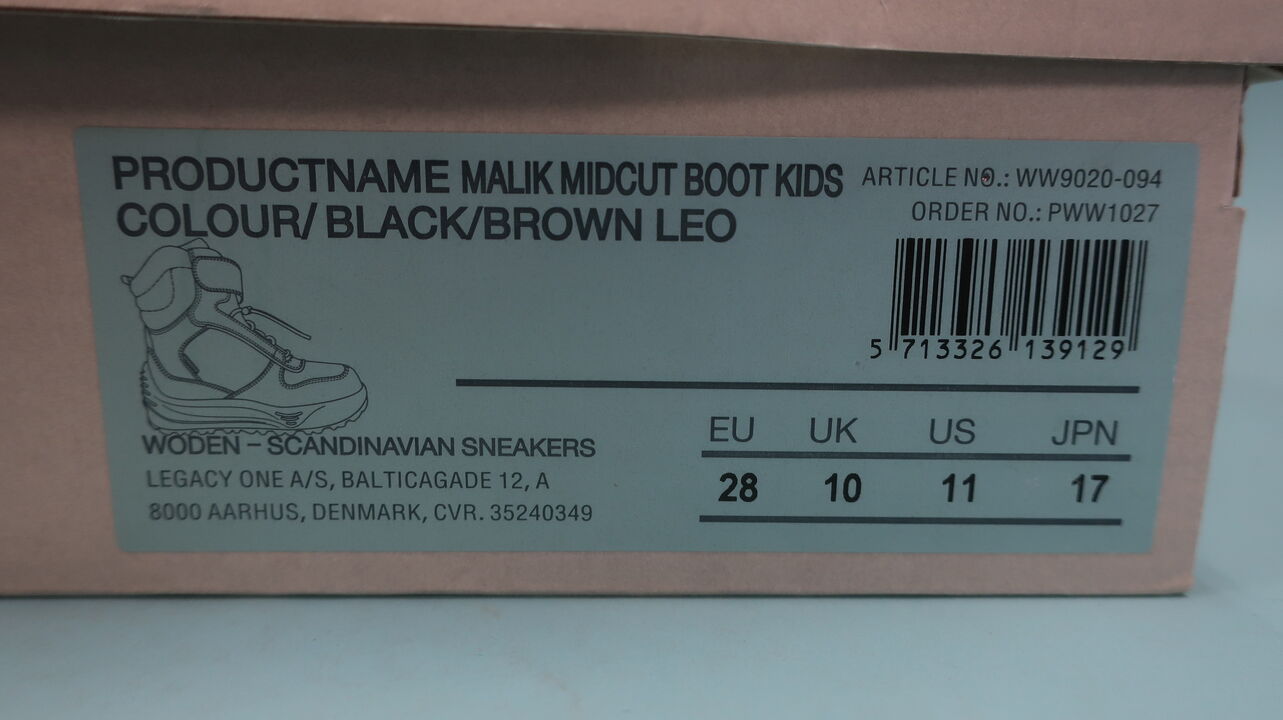 PRODUCTNAME MALIK MIDCUT BOOT KIDS
COLOUR/ BLACK/BROWN LEO
ARTICLE NO.: WW9020-094
ORDER NO.: PWW1027
5 713326 139129
EU UK US JPN
28 10 11 17
WODEN – SCANDINAVIAN SNEAKERS
LEGACY ONE A/S, BALTICAGADE 12, A
8000 AARHUS, DENMARK, CVR. 35240349